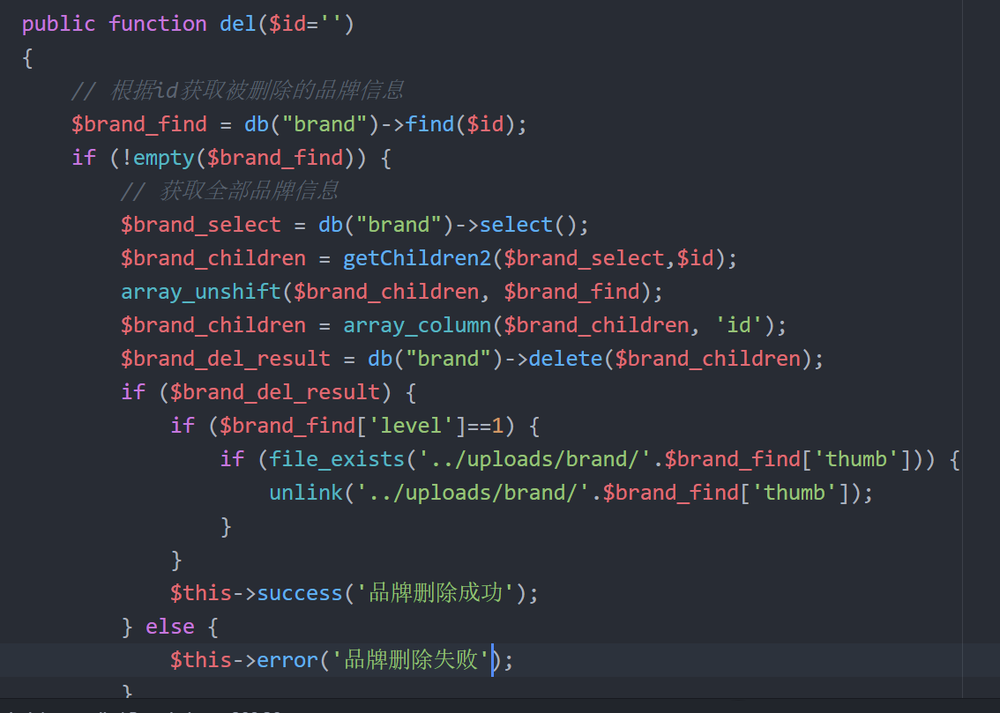 public function del($id='')
{
// 根据id获取被删除的品牌信息
$brand_find = db("brand")->find($id);
if (!empty($brand_find)) {
// 获取全部品牌信息
$brand_select = db("brand")->select();
$brand_children = getChildren2($brand_select,$id);
array_unshift($brand_children, $brand_find);
$brand_children = array_column($brand_children, 'id');
$brand_del_result = db("brand")->delete($brand_children);
if ($brand_del_result) {
if ($brand_find['level']==1) {
if (file_exists('../uploads/brand/'.$brand_find['thumb'])) {
unlink('../uploads/brand/'.$brand_find['thumb']);
}
}
$this->success('品牌删除成功');
} else {
$this->error('品牌删除失败');
}